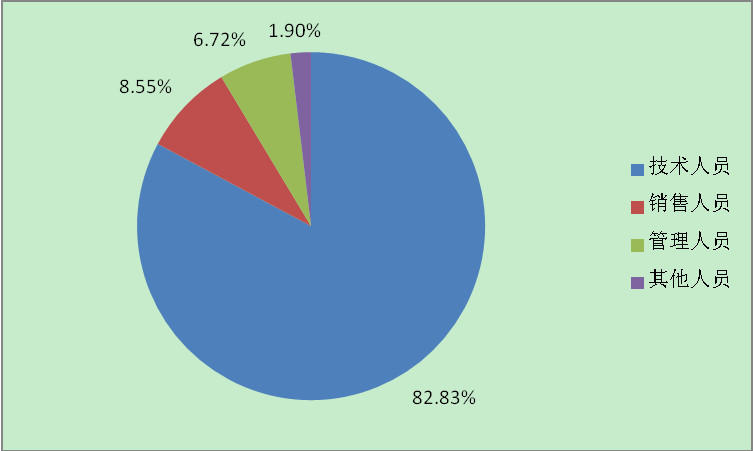 1.90%
6.72%
8.55%
82.83%
技术人员
销售人员
管理人员
其他人员